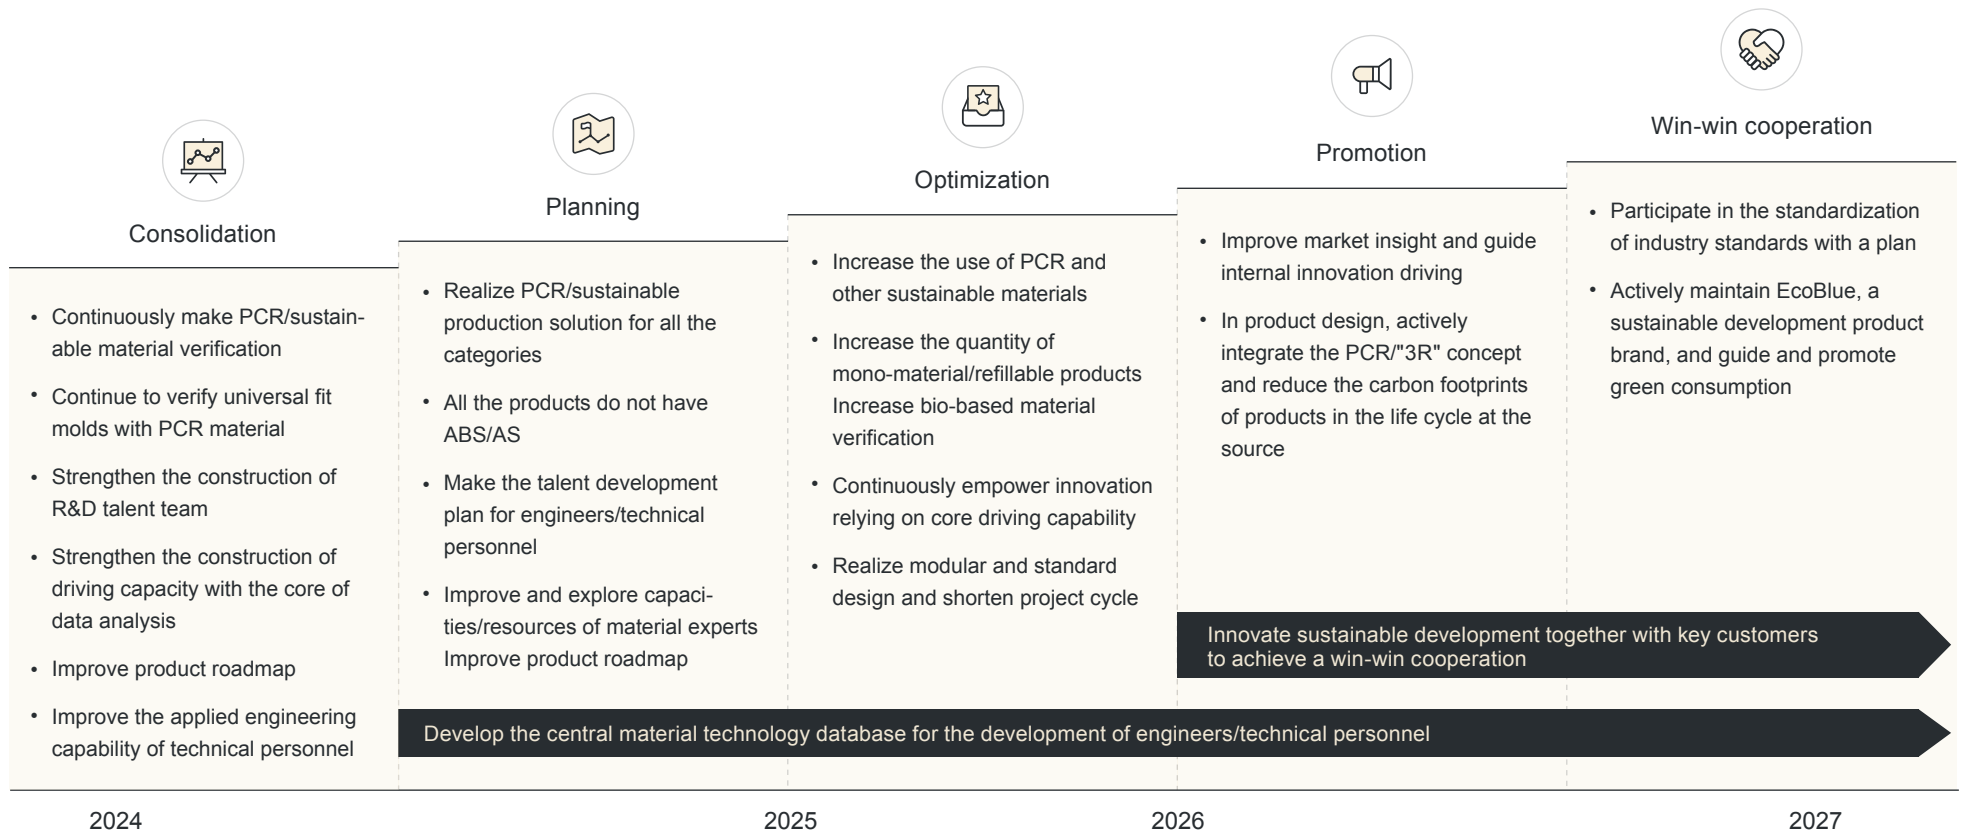 Consolidation
Continuously make PCR/sustain-
able material verification
Continue to verify universal fit
molds with PCR material
Strengthen the construction of
R&D talent team
Strengthen the construction of
driving capacity with the core of
data analysis
Improve product roadmap
Improve the applied engineering
capability of technical personnel
Planning
Realize PCR/sustainable
production solution for all the
categories
All the products do not have
ABS/AS
Make the talent development
plan for engineers/technical
personnel
Improve and explore capaci-
ties/resources of material experts
Improve product roadmap
Optimization
Increase the use of PCR and
other sustainable materials
Increase the quantity of
mono-material/refillable products
Increase bio-based material
verification
Continuously empower innovation
relying on core driving capability
Realize modular and standard
design and shorten project cycle
Promotion
Improve market insight and guide
internal innovation driving
In product design, actively
integrate the PCR/"3R" concept
and reduce the carbon footprints
of products in the life cycle at the
source
Win-win cooperation
Participate in the standardization
of industry standards with a plan
Actively maintain EcoBlue, a
sustainable development product
brand, and guide and promote
green consumption
Innovate sustainable development together with key customers
to achieve a win-win cooperation
Develop the central material technology database for the development of engineers/technical personnel
2024
2025
2026
2027